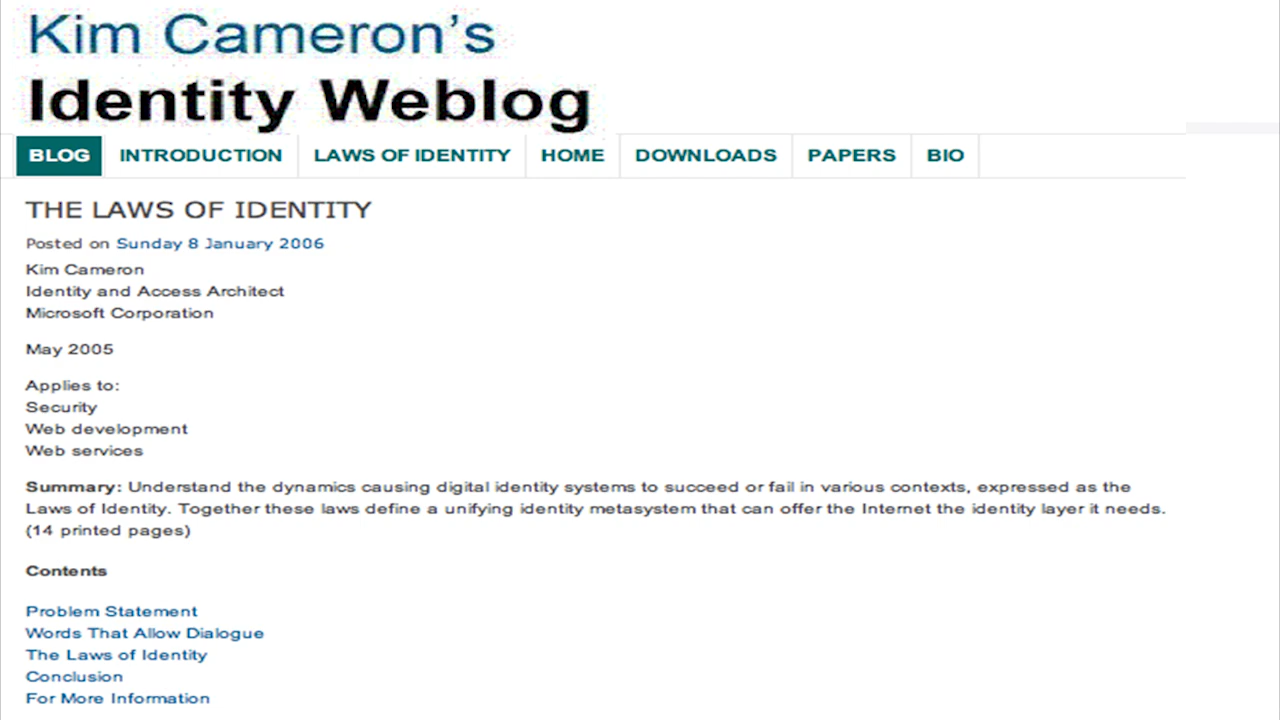 Kim Cameron's
Identity Weblog
BLOG INTRODUCTION LAWS OF IDENTITY HOME DOWNLOADS PAPERS BIO
THE LAWS OF IDENTITY
Posted on Sunday 8 January 2006
Kim Cameron
Identity and Access Architect
Microsoft Corporation
May 2005
Applies to:
Security
Web development
Web services
Summary: Understand the dynamics causing digital identity systems to succeed or fail in various contexts, expressed as the
Laws of Identity. Together these laws define a unifying identity metasystem that can offer the Internet the identity layer it needs.
(14 printed pages)
Contents
Problem Statement
Words That Allow Dialogue
The Laws of Identity
Conclusion
For More Information